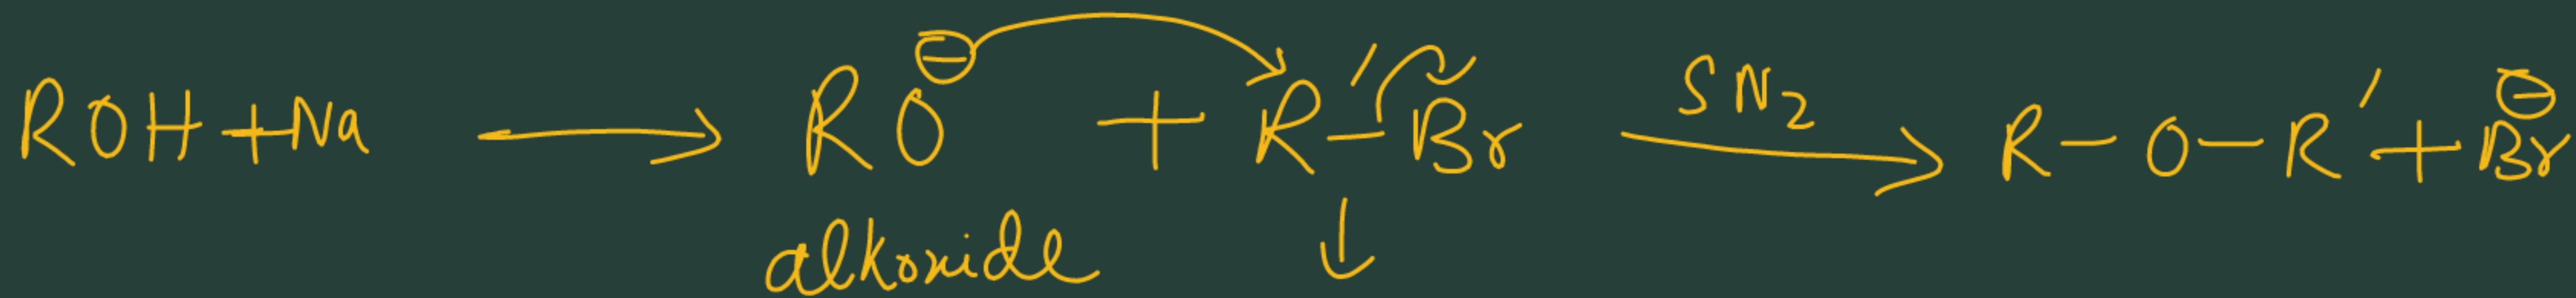 ROH + Na ⟶ RO⊖ + R′–Br ⟶ SN2 R–O–R′ + Br⊖
alkoxide ↓